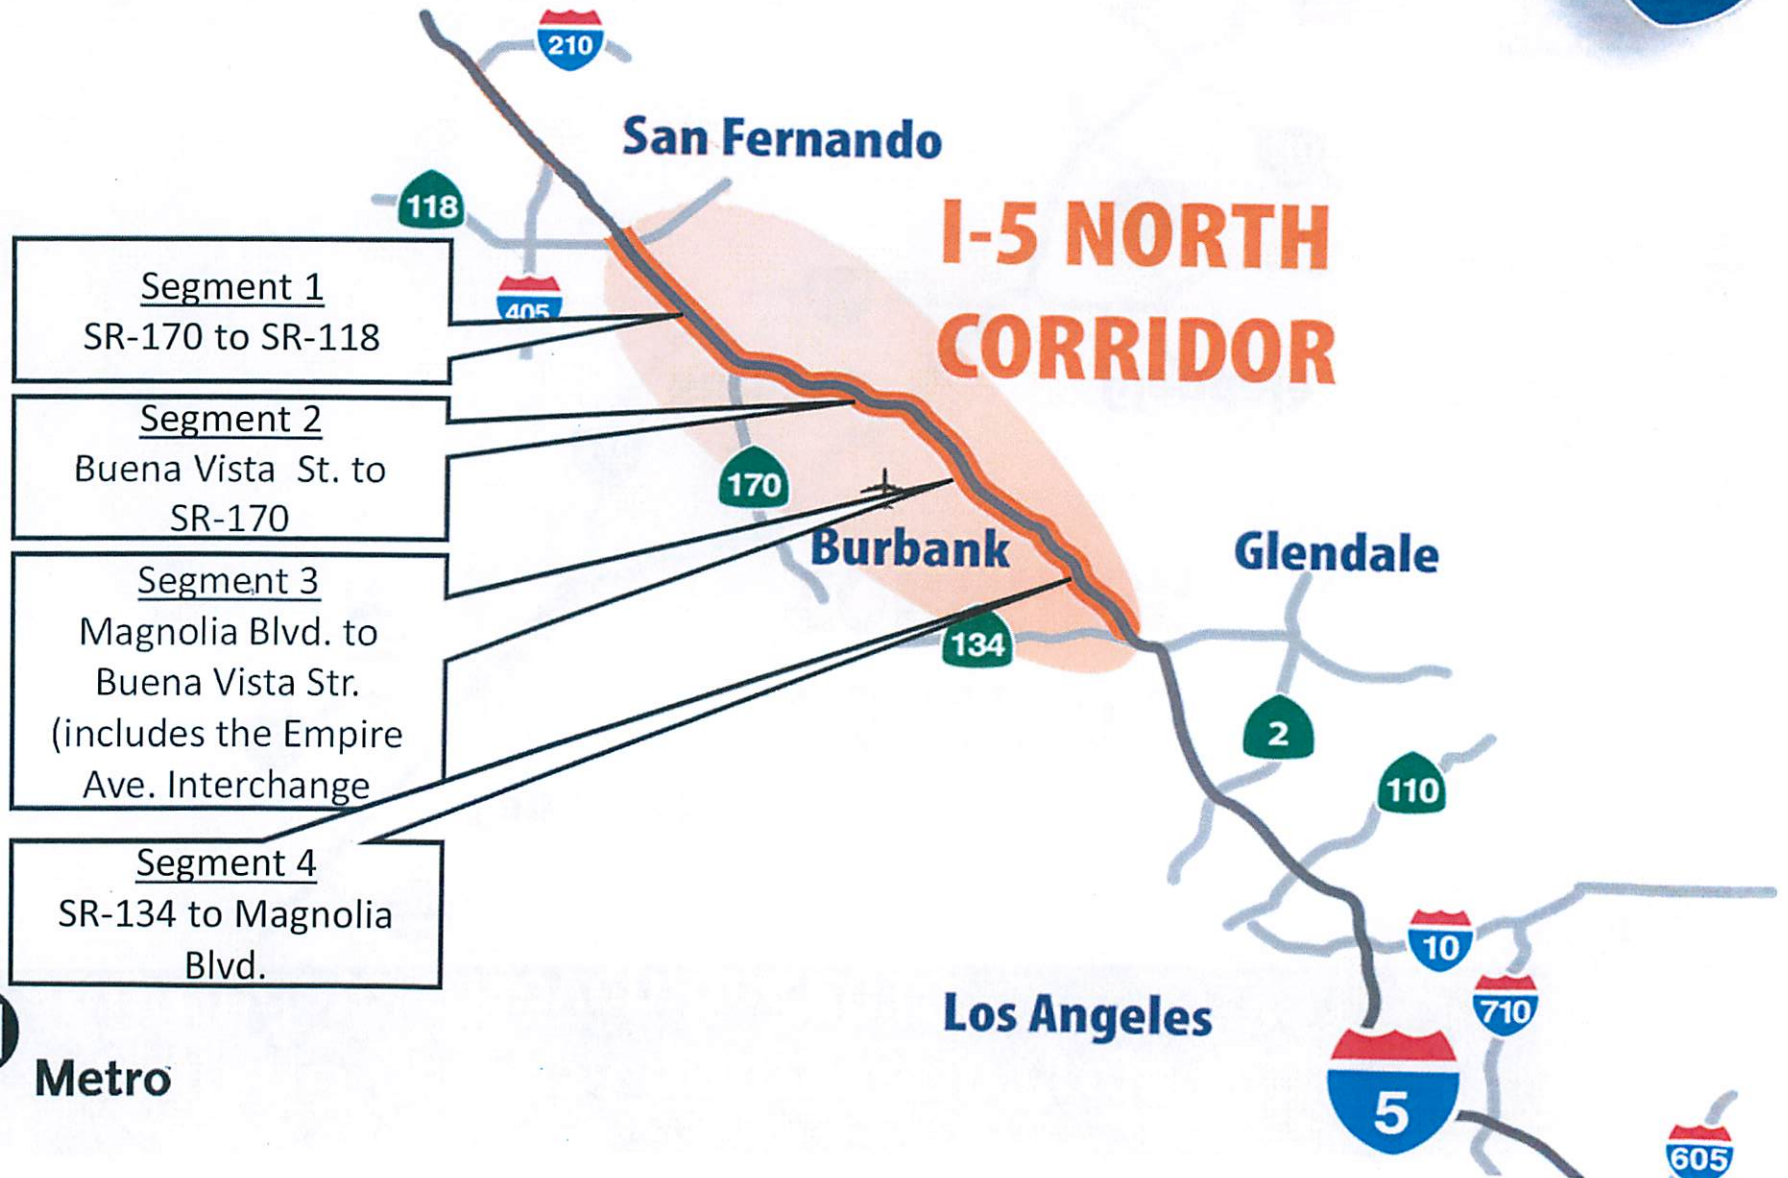 210
San Fernando
118
I-5 NORTH
CORRIDOR
Segment 1
SR-170 to SR-118
405
Segment 2
Buena Vista St. to
SR-170
170
Segment 3
Magnolia Blvd. to
Buena Vista Str.
(includes the Empire
Ave. Interchange
Burbank
Glendale
134
2
110
Segment 4
SR-134 to Magnolia
Blvd.
10
Los Angeles
710
Metro
5
605